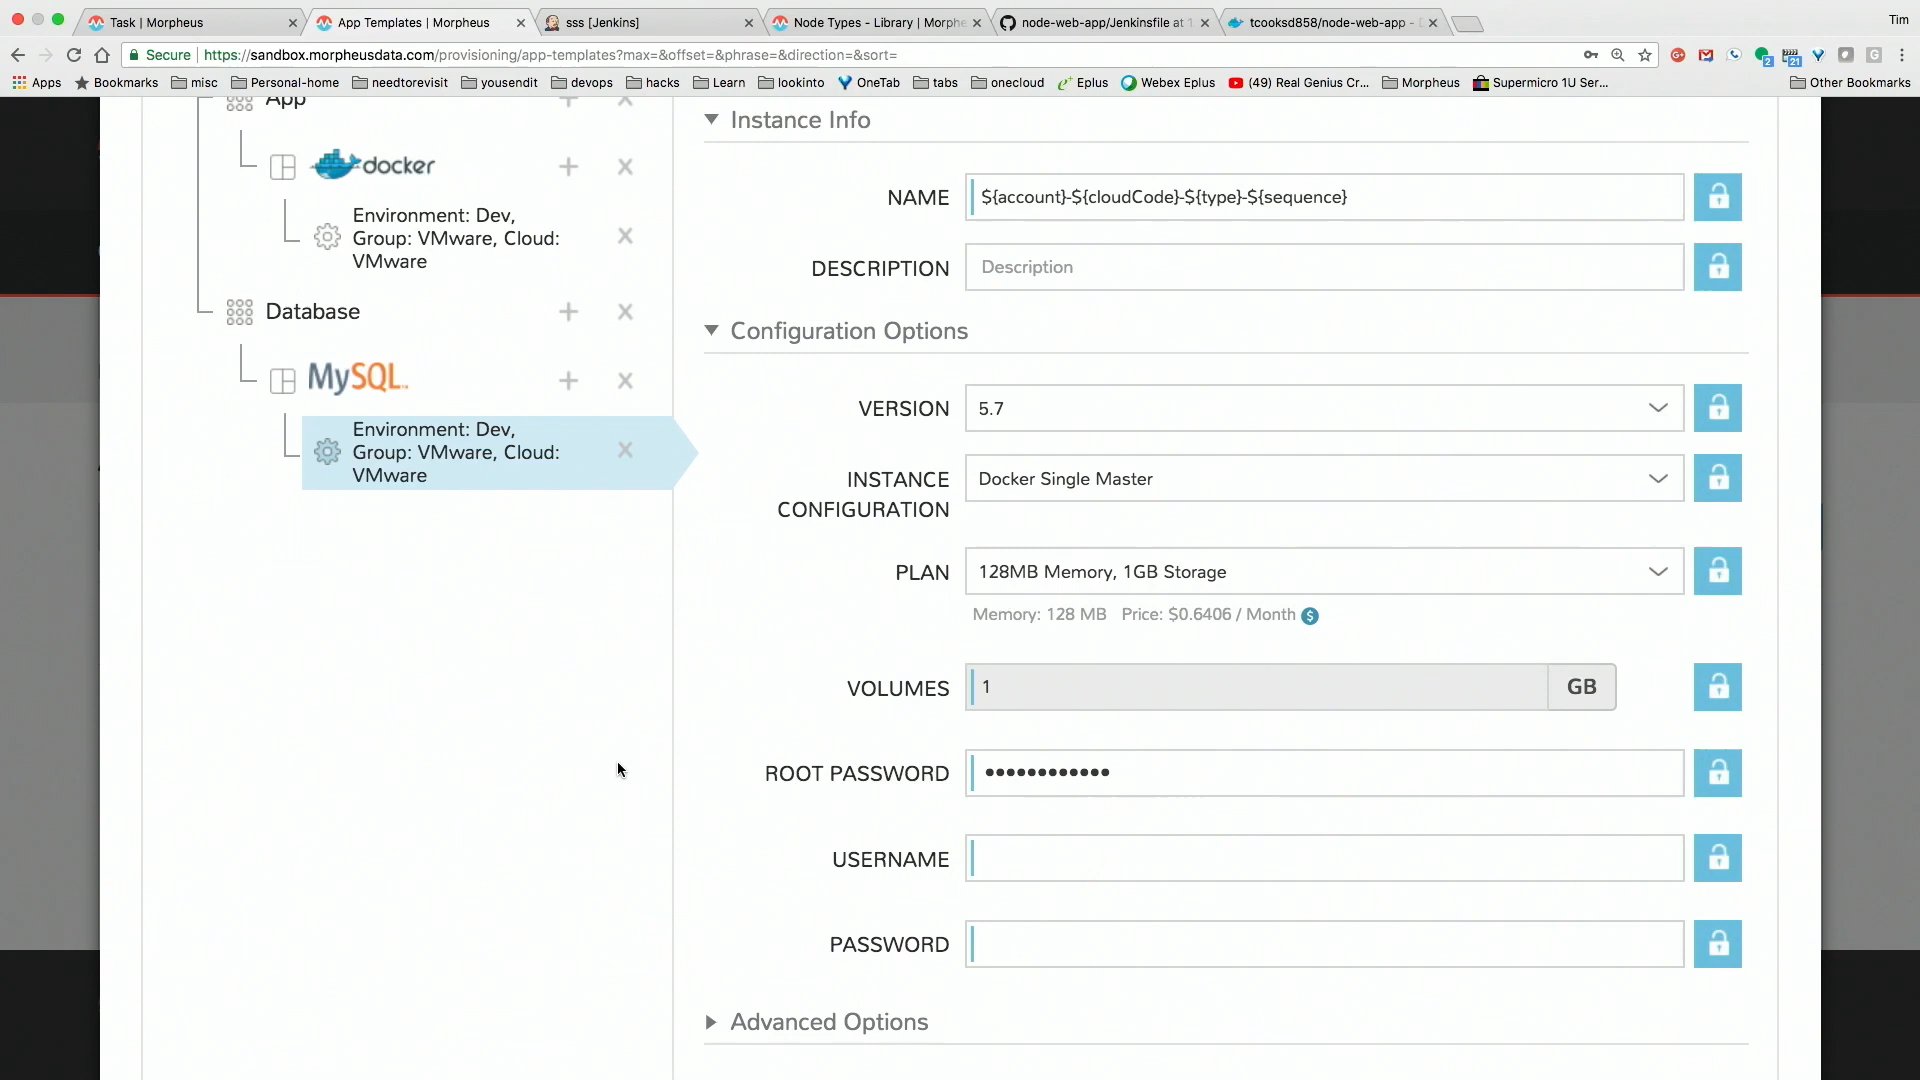 Task | Morpheus
App Templates | Morpheus
sss [Jenkins]
Node Types - Library | Morphe
node-web-app/Jenkinsfile at 1
tcooksd858/node-web-app - D
Tim
Secure
https://sandbox.morpheusdata.com/provisioning/app-templates?max=&offset=&phrase=&direction=&sort=
2
21
G
Apps
Bookmarks
misc
Personal-home
needtorevisit
yousendit
devops
hacks
Learn
lookinto
OneTab
tabs
onecloud
Eplus
Webex Eplus
(49) Real Genius Cr...
Morpheus
Supermicro 1U Ser...
Other Bookmarks
App
docker
Environment: Dev,
Group: VMware, Cloud:
VMware
Database
MySQL
Environment: Dev,
Group: VMware, Cloud:
VMware
Instance Info
NAME
${account}-${cloudCode}-${type}-${sequence}
DESCRIPTION
Description
Configuration Options
VERSION
5.7
INSTANCE
CONFIGURATION
Docker Single Master
PLAN
128MB Memory, 1GB Storage
Memory: 128 MB Price: $0.6406 / Month $
VOLUMES
1
GB
ROOT PASSWORD
••••••••••••
USERNAME
PASSWORD
Advanced Options